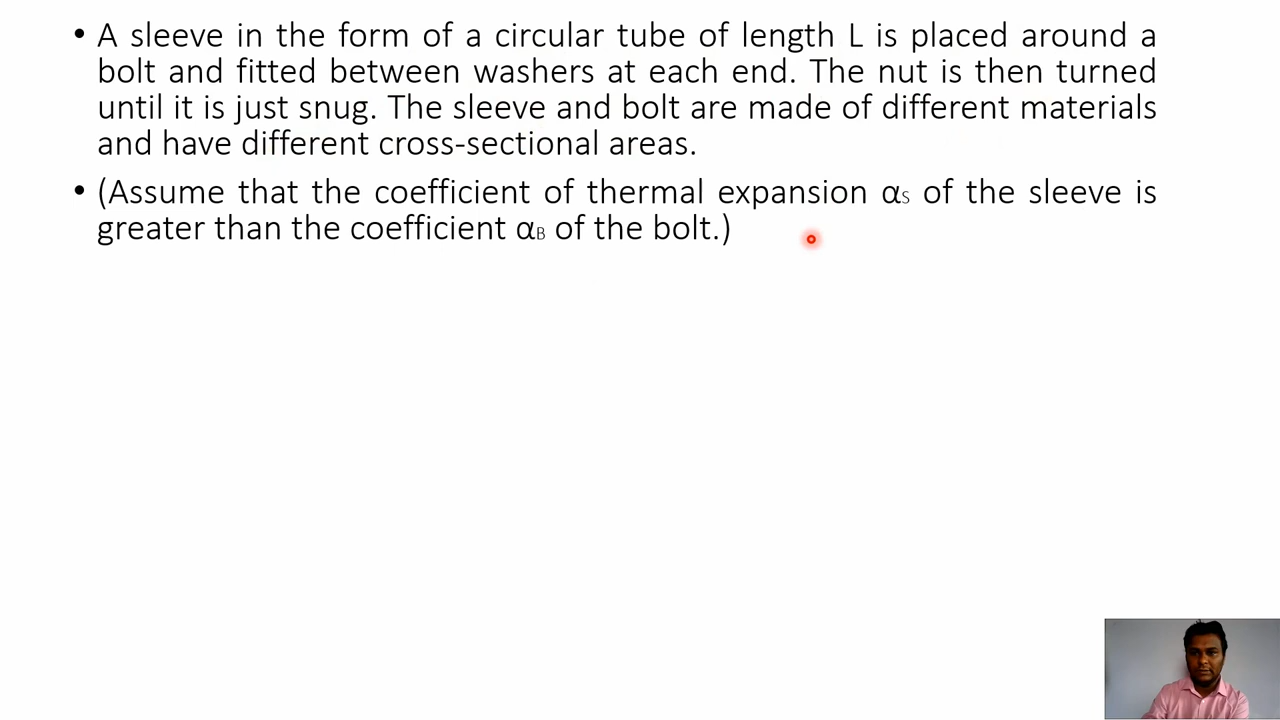 • A sleeve in the form of a circular tube of length L is placed around a
bolt and fitted between washers at each end. The nut is then turned
until it is just snug. The sleeve and bolt are made of different materials
and have different cross-sectional areas.
• (Assume that the coefficient of thermal expansion αS of the sleeve is
greater than the coefficient αB of the bolt.)